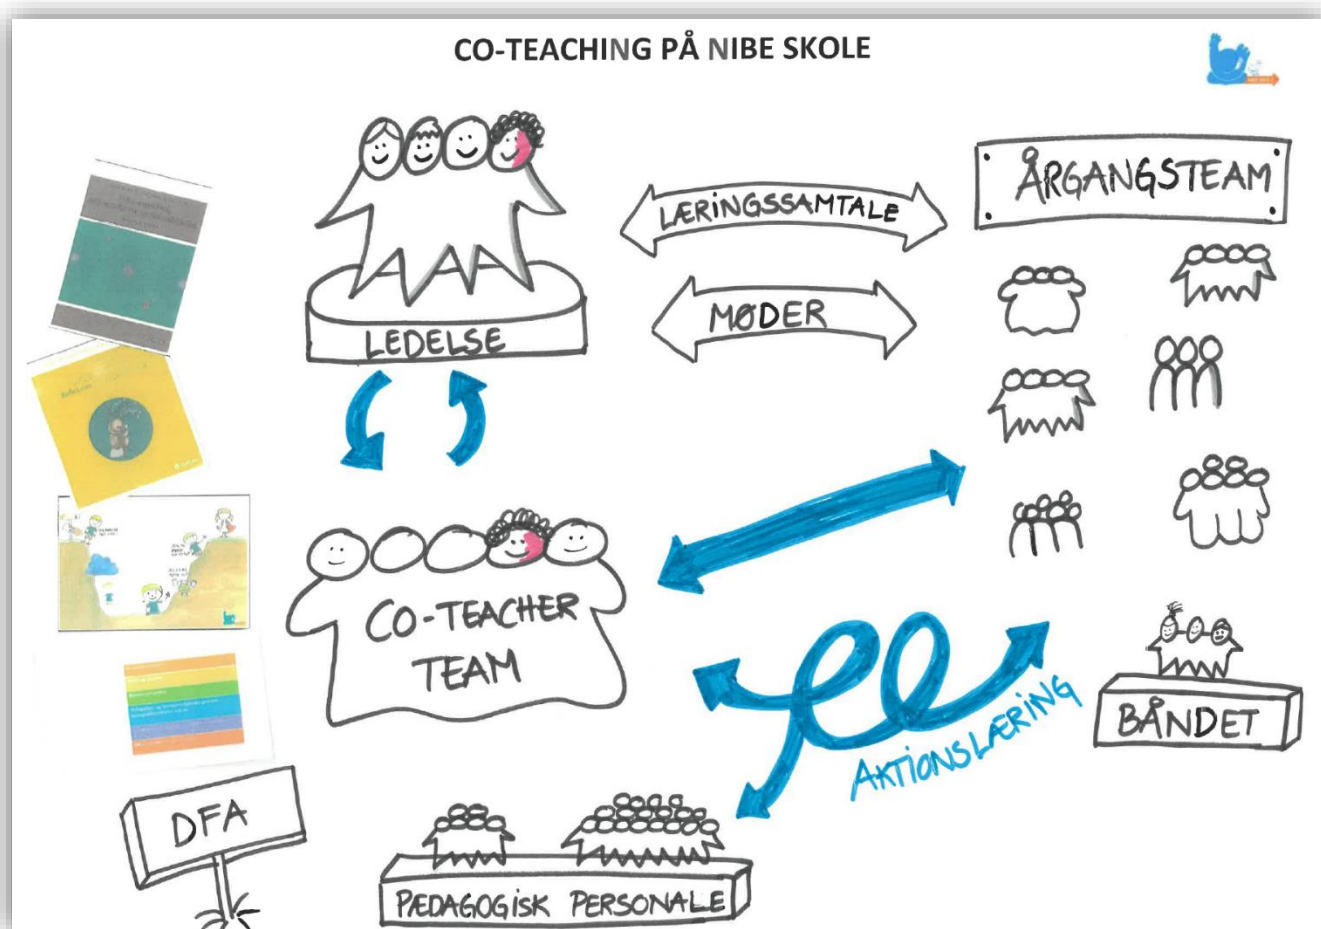 CO-TEACHING PÅ NIBE SKOLE
LÆRINGSSAMTALE
ÅRGANGSTEAM
MØDER
LEDELSE
CO-TEACHER
TEAM
AKTIONSLÆRING
BÅNDET
DFA
PÆDAGOGISK PERSONALE